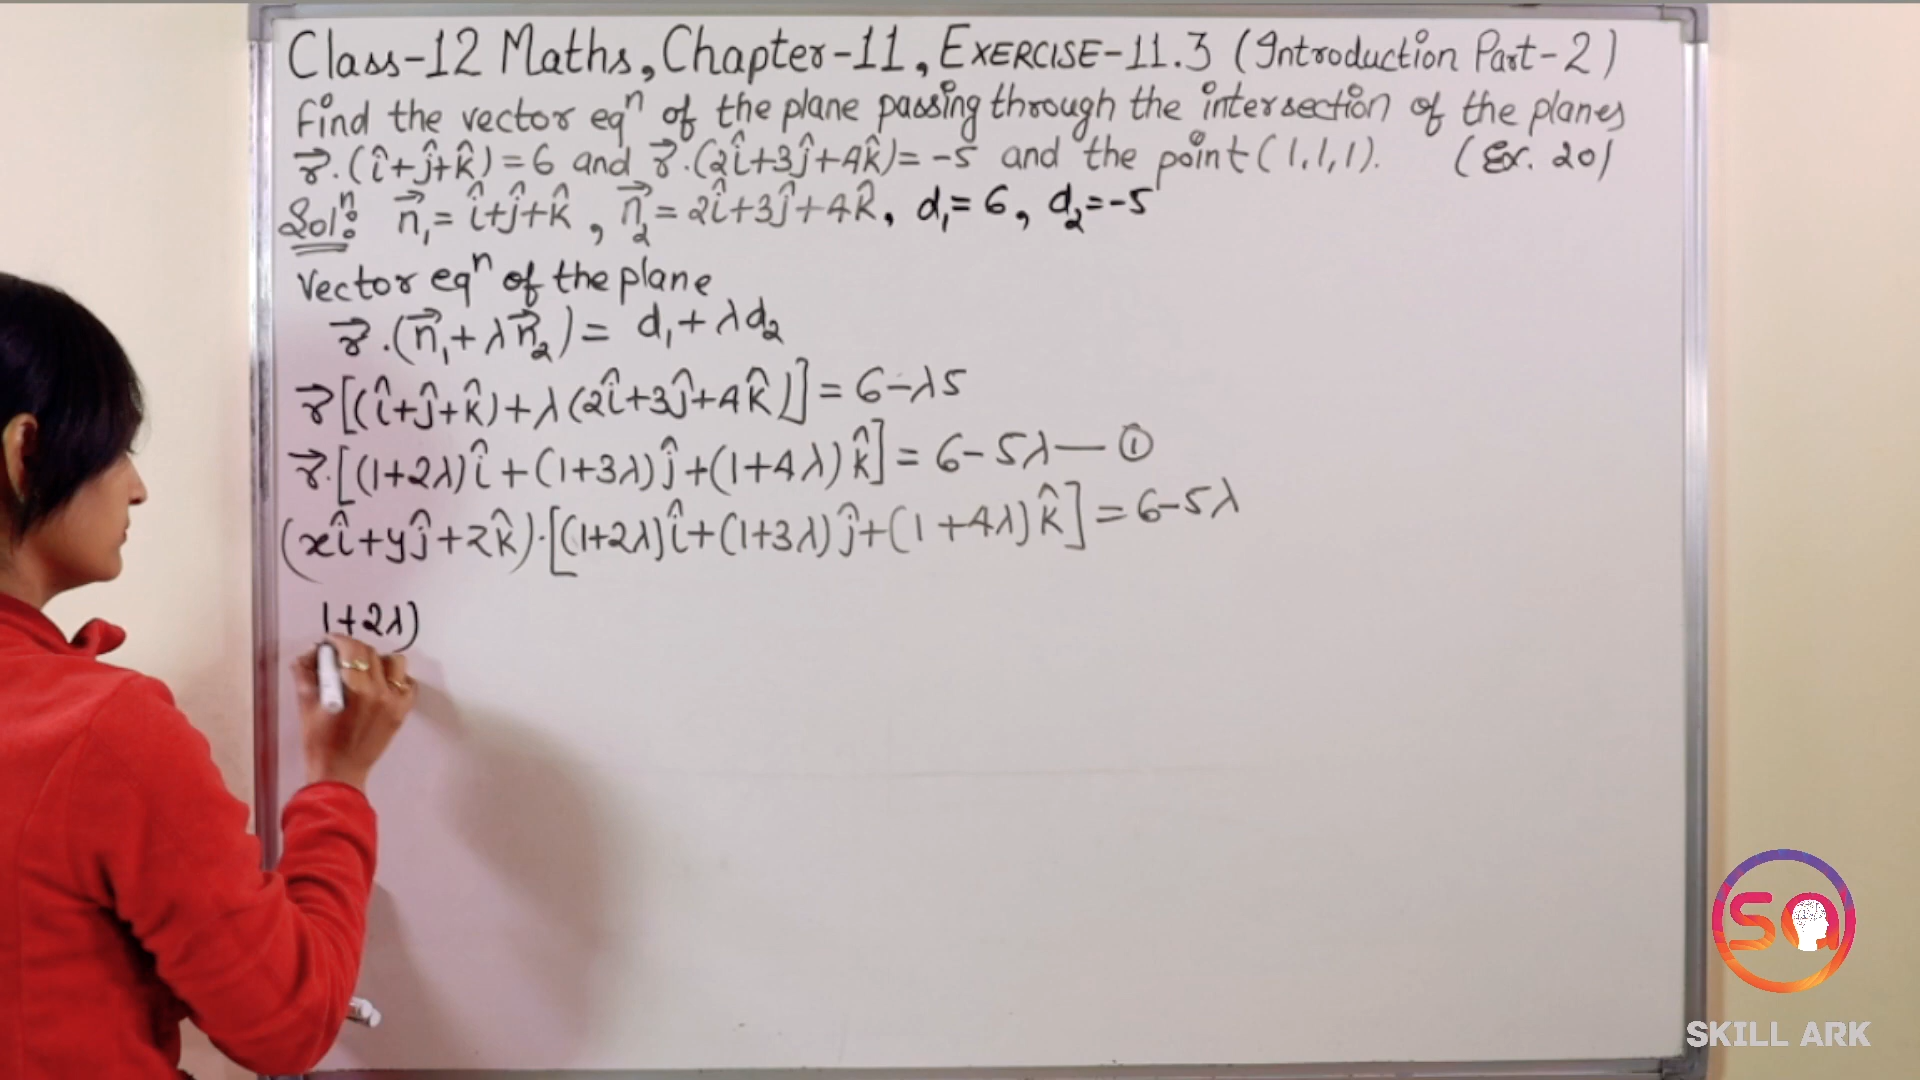 Class-12 Maths, Chapter-11, EXERCISE-11.3 (Introduction Part-2)
Find the vector eqⁿ of the plane passing through the intersection of the planes
r⃗.(î+ĵ+k̂)=6 and r⃗.(2î+3ĵ+4k̂)=-5 and the point (1,1,1). (Ex. 20)
Solⁿ: n⃗₁=î+ĵ+k̂, n⃗₂=2î+3ĵ+4k̂, d₁=6, d₂=-5
Vector eqⁿ of the plane
r⃗.(n⃗₁+λn⃗₂)= d₁+λd₂
r⃗[(î+ĵ+k̂)+λ(2î+3ĵ+4k̂)]=6-λ5
r⃗.[(1+2λ)î+(1+3λ)ĵ+(1+4λ)k̂]=6-5λ—①
(xî+yĵ+zk̂).[(1+2λ)î+(1+3λ)ĵ+(1+4λ)k̂]=6-5λ
1+2λ)
SA
SKILL ARK